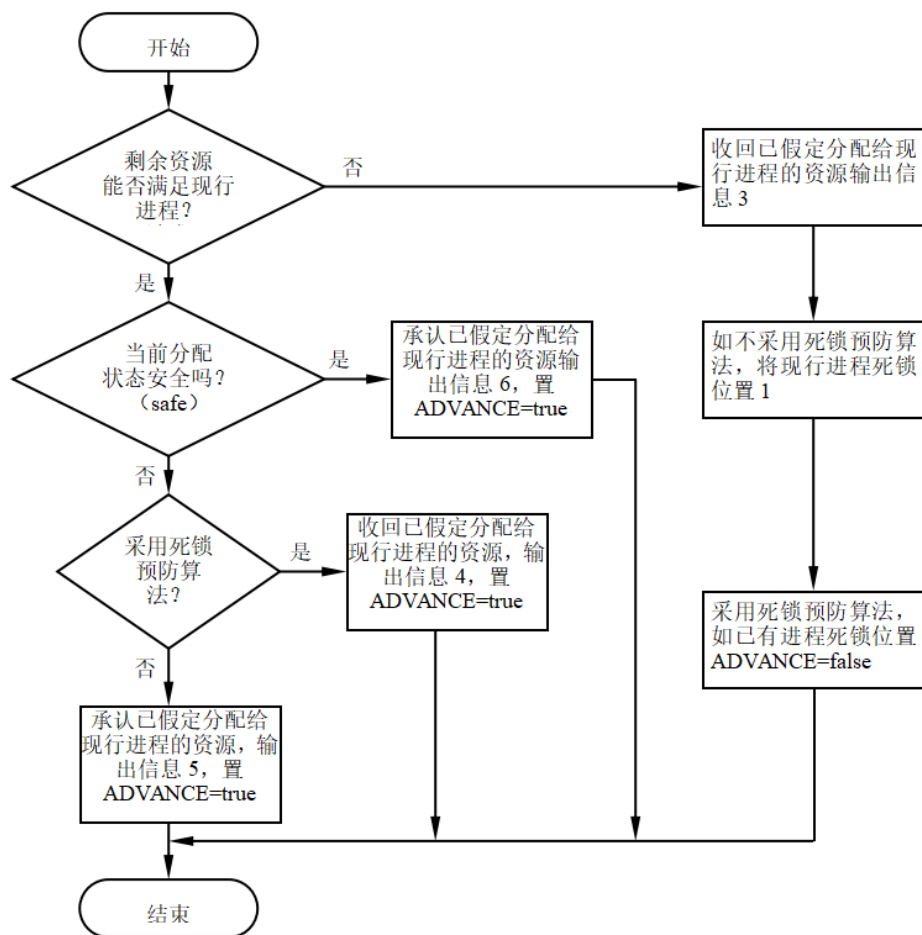 开始
剩余资源
能否满足现行
进程？
否
收回已假定分配给现
行进程的资源输出信
息 3
是
当前分配
状态安全吗？
（safe）
是
承认已假定分配给
现行进程的资源输
出信息 6，置
ADVANCE=true
如不采用死锁预防算
法，将现行进程死锁
位置 1
否
采用死锁
预防算
法？
是
收回已假定分配给
现行进程的资源，输
出信息 4，置
ADVANCE=true
采用死锁预防算法，
如已有进程死锁位置
ADVANCE=false
否
承认已假定分配给
现行进程的资源，输
出信息 5，置
ADVANCE=true
结束